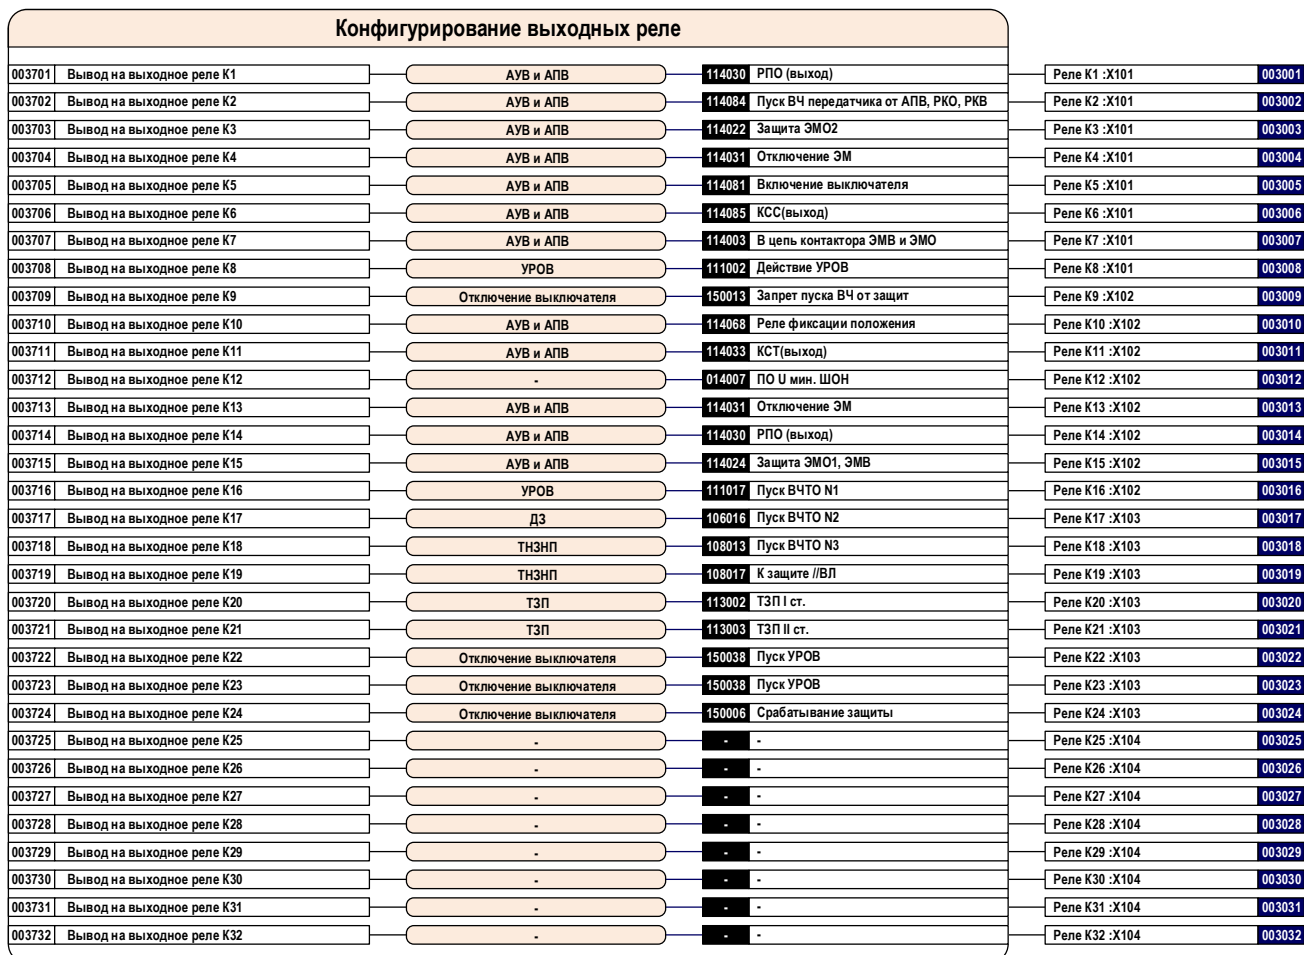 Конфигурирование выходных реле
003701 Вывод на выходное реле К1 АУВ и АПВ 114030 РПО (выход) Реле К1 :X101 003001
003702 Вывод на выходное реле К2 АУВ и АПВ 114084 Пуск ВЧ передатчика от АПВ, РКО, РКВ Реле К2 :X101 003002
003703 Вывод на выходное реле К3 АУВ и АПВ 114022 Защита ЭМО2 Реле К3 :X101 003003
003704 Вывод на выходное реле К4 АУВ и АПВ 114031 Отключение ЭМ Реле К4 :X101 003004
003705 Вывод на выходное реле К5 АУВ и АПВ 114081 Включение выключателя Реле К5 :X101 003005
003706 Вывод на выходное реле К6 АУВ и АПВ 114085 КСС(выход) Реле К6 :X101 003006
003707 Вывод на выходное реле К7 АУВ и АПВ 114003 В цепь контактора ЭМВ и ЭМО Реле К7 :X101 003007
003708 Вывод на выходное реле К8 УРОВ 111002 Действие УРОВ Реле К8 :X101 003008
003709 Вывод на выходное реле К9 Отключение выключателя 150013 Запрет пуска ВЧ от защит Реле К9 :X102 003009
003710 Вывод на выходное реле К10 АУВ и АПВ 114068 Реле фиксации положения Реле К10 :X102 003010
003711 Вывод на выходное реле К11 АУВ и АПВ 114033 КСТ(выход) Реле К11 :X102 003011
003712 Вывод на выходное реле К12 - 014007 ПО U мин. ШОН Реле К12 :X102 003012
003713 Вывод на выходное реле К13 АУВ и АПВ 114031 Отключение ЭМ Реле К13 :X102 003013
003714 Вывод на выходное реле К14 АУВ и АПВ 114030 РПО (выход) Реле К14 :X102 003014
003715 Вывод на выходное реле К15 АУВ и АПВ 114024 Защита ЭМО1, ЭМВ Реле К15 :X102 003015
003716 Вывод на выходное реле К16 УРОВ 111017 Пуск ВЧТО N1 Реле К16 :X102 003016
003717 Вывод на выходное реле К17 ДЗ 106016 Пуск ВЧТО N2 Реле К17 :X103 003017
003718 Вывод на выходное реле К18 ТНЗНП 108013 Пуск ВЧТО N3 Реле К18 :X103 003018
003719 Вывод на выходное реле К19 ТНЗНП 108017 К защите //ВЛ Реле К19 :X103 003019
003720 Вывод на выходное реле К20 ТЗП 113002 ТЗП I ст. Реле К20 :X103 003020
003721 Вывод на выходное реле К21 ТЗП 113003 ТЗП II ст. Реле К21 :X103 003021
003722 Вывод на выходное реле К22 Отключение выключателя 150038 Пуск УРОВ Реле К22 :X103 003022
003723 Вывод на выходное реле К23 Отключение выключателя 150038 Пуск УРОВ Реле К23 :X103 003023
003724 Вывод на выходное реле К24 Отключение выключателя 150006 Срабатывание защиты Реле К24 :X103 003024
003725 Вывод на выходное реле К25 - - - Реле К25 :X104 003025
003726 Вывод на выходное реле К26 - - - Реле К26 :X104 003026
003727 Вывод на выходное реле К27 - - - Реле К27 :X104 003027
003728 Вывод на выходное реле К28 - - - Реле К28 :X104 003028
003729 Вывод на выходное реле К29 - - - Реле К29 :X104 003029
003730 Вывод на выходное реле К30 - - - Реле К30 :X104 003030
003731 Вывод на выходное реле К31 - - - Реле К31 :X104 003031
003732 Вывод на выходное реле К32 - - - Реле К32 :X104 003032